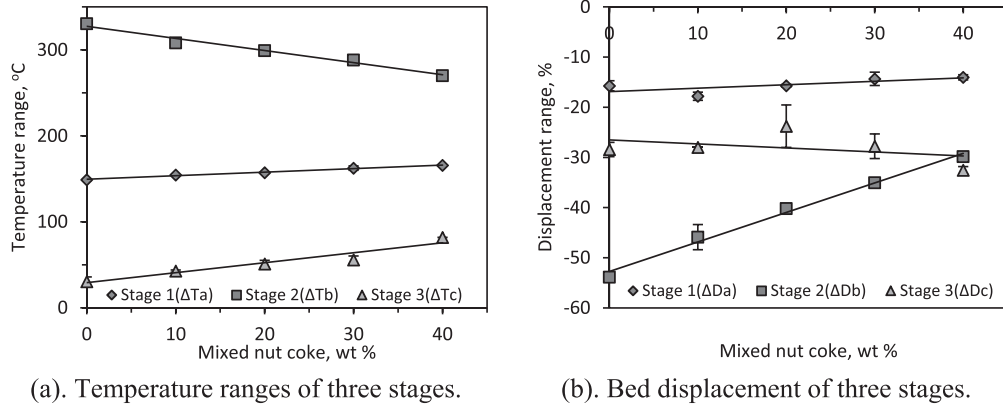 Temperature range, °C
300
200
100
0
0 10 20 30 40
Stage 1(ΔTa) Stage 2(ΔTb) Stage 3(ΔTc)
Mixed nut coke, wt %
(a). Temperature ranges of three stages.
Displacement range, %
-0
-10
-20
-30
-40
-50
-60
0 10 20 30 40
Stage 1(ΔDa) Stage 2(ΔDb) Stage 3(ΔDc)
Mixed nut coke, wt %
(b). Bed displacement of three stages.